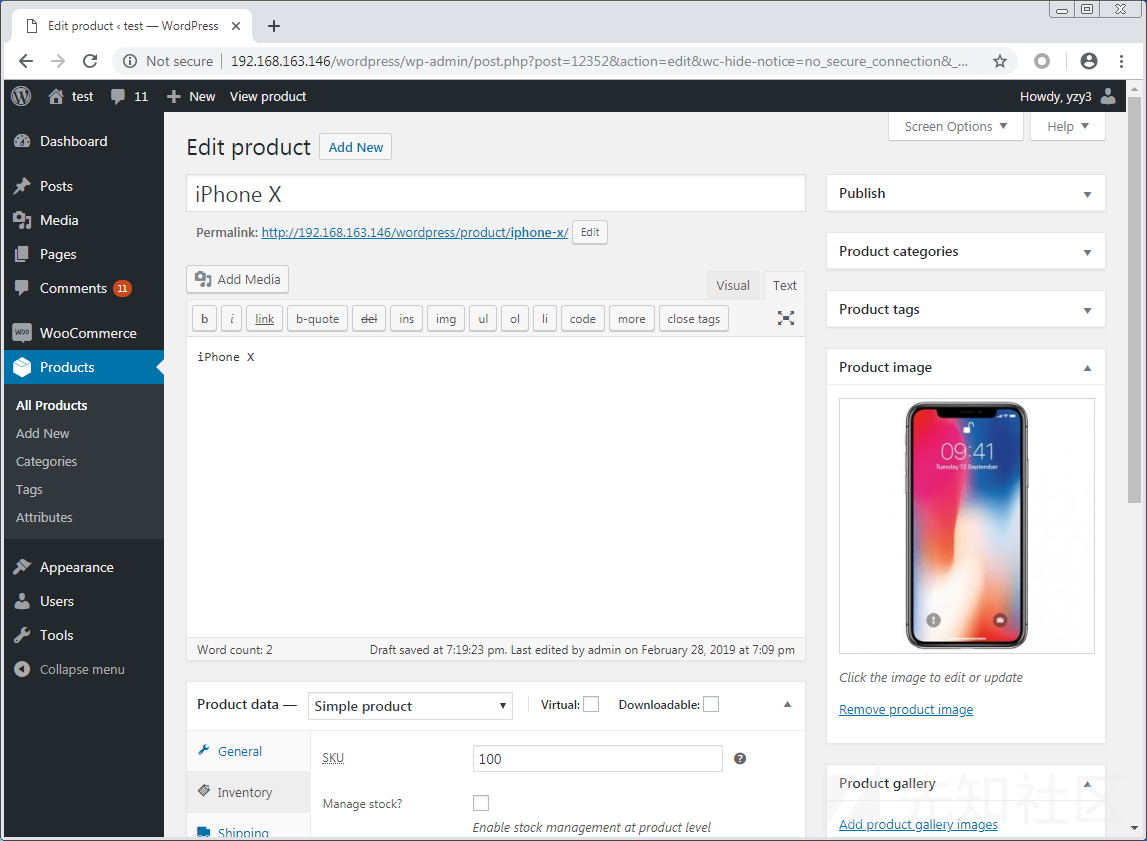 Edit product ‹ test — WordPress
Not secure 192.168.163.146/wordpress/wp-admin/post.php?post=12352&action=edit&wc-hide-notice=no_secure_connection&_...
test 11 New View product Howdy, yzy3
Screen Options Help
Dashboard
Posts
Media
Pages
Comments 11
WooCommerce
Products
All Products
Add New
Categories
Tags
Attributes
Appearance
Users
Tools
Collapse menu
Edit product Add New
iPhone X
Permalink: http://192.168.163.146/wordpress/product/iphone-x/ Edit
Add Media
Visual Text
b i link b-quote del ins img ul ol li code more close tags
iPhone X
Word count: 2 Draft saved at 7:19:23 pm. Last edited by admin on February 28, 2019 at 7:09 pm
Product data — Simple product Virtual: Downloadable:
General
Inventory
Shipping
SKU 100
Manage stock?
Enable stock management at product level
Publish
Product categories
Product tags
Product image
09:41
Tuesday 12 September
Click the image to edit or update
Remove product image
Product gallery
Add product gallery images
先知社区